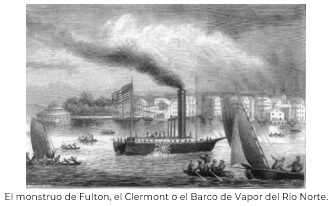 El monstruo de Fulton, el Clermont o el Barco de Vapor del Río Norte.